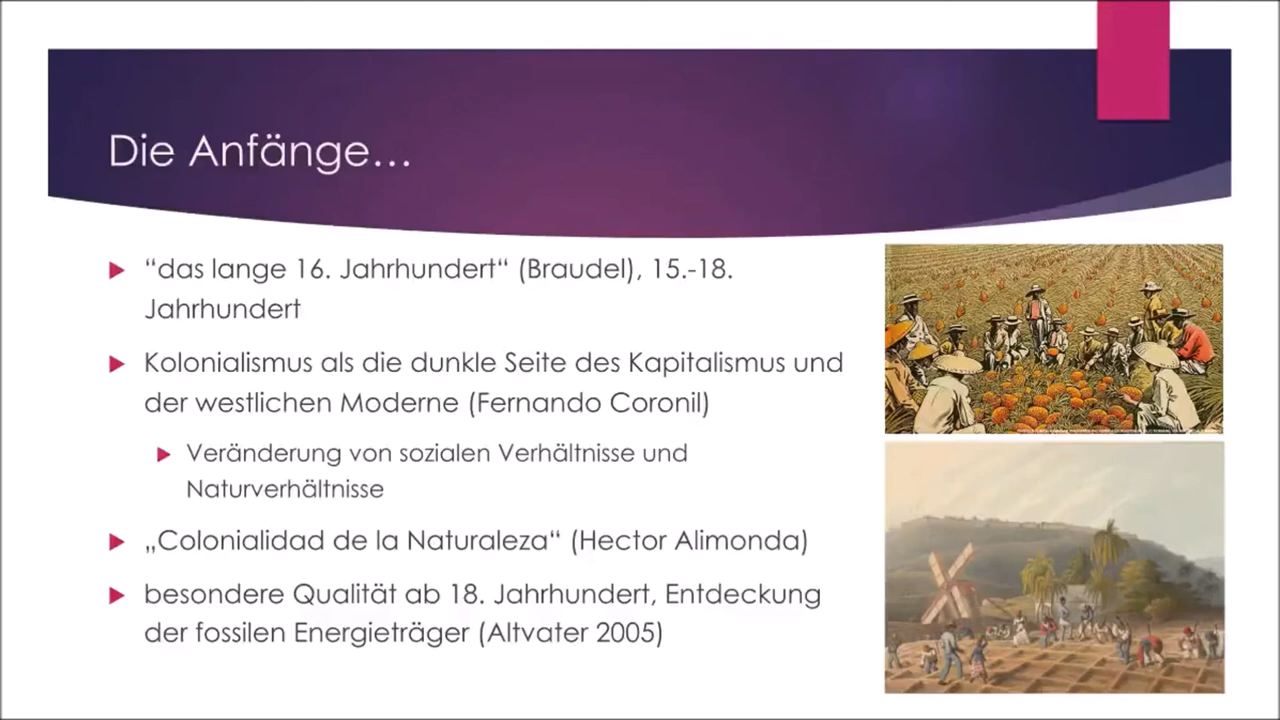 Die Anfänge…
“das lange 16. Jahrhundert“ (Braudel), 15.-18.
Jahrhundert
Kolonialismus als die dunkle Seite des Kapitalismus und
der westlichen Moderne (Fernando Coronil)
Veränderung von sozialen Verhältnisse und
Naturverhältnisse
„Colonialidad de la Naturaleza“ (Hector Alimonda)
besondere Qualität ab 18. Jahrhundert, Entdeckung
der fossilen Energieträger (Altvater 2005)